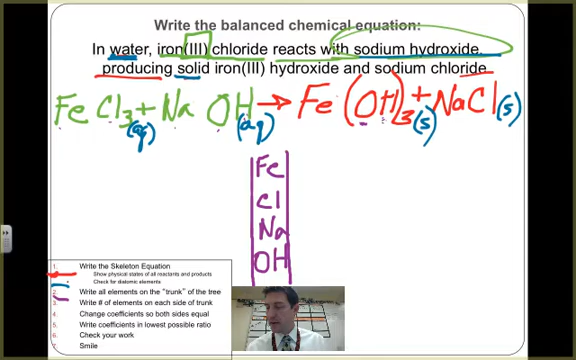 Write the balanced chemical equation:
In water, iron(III) chloride reacts with sodium hydroxide,
producing solid iron(III) hydroxide and sodium chloride.
FeCl3(aq) + NaOH(aq) → Fe(OH)3(s) + NaCl(s)
Fe
Cl
Na
OH
1. Write the Skeleton Equation
Show physical states of all reactants and products
Check for diatomic elements
2. Write all elements on the "trunk" of the tree
3. Write # of elements on each side of trunk
4. Change coefficients so both sides equal
5. Write coefficients in lowest possible ratio
6. Check your work
7. Smile